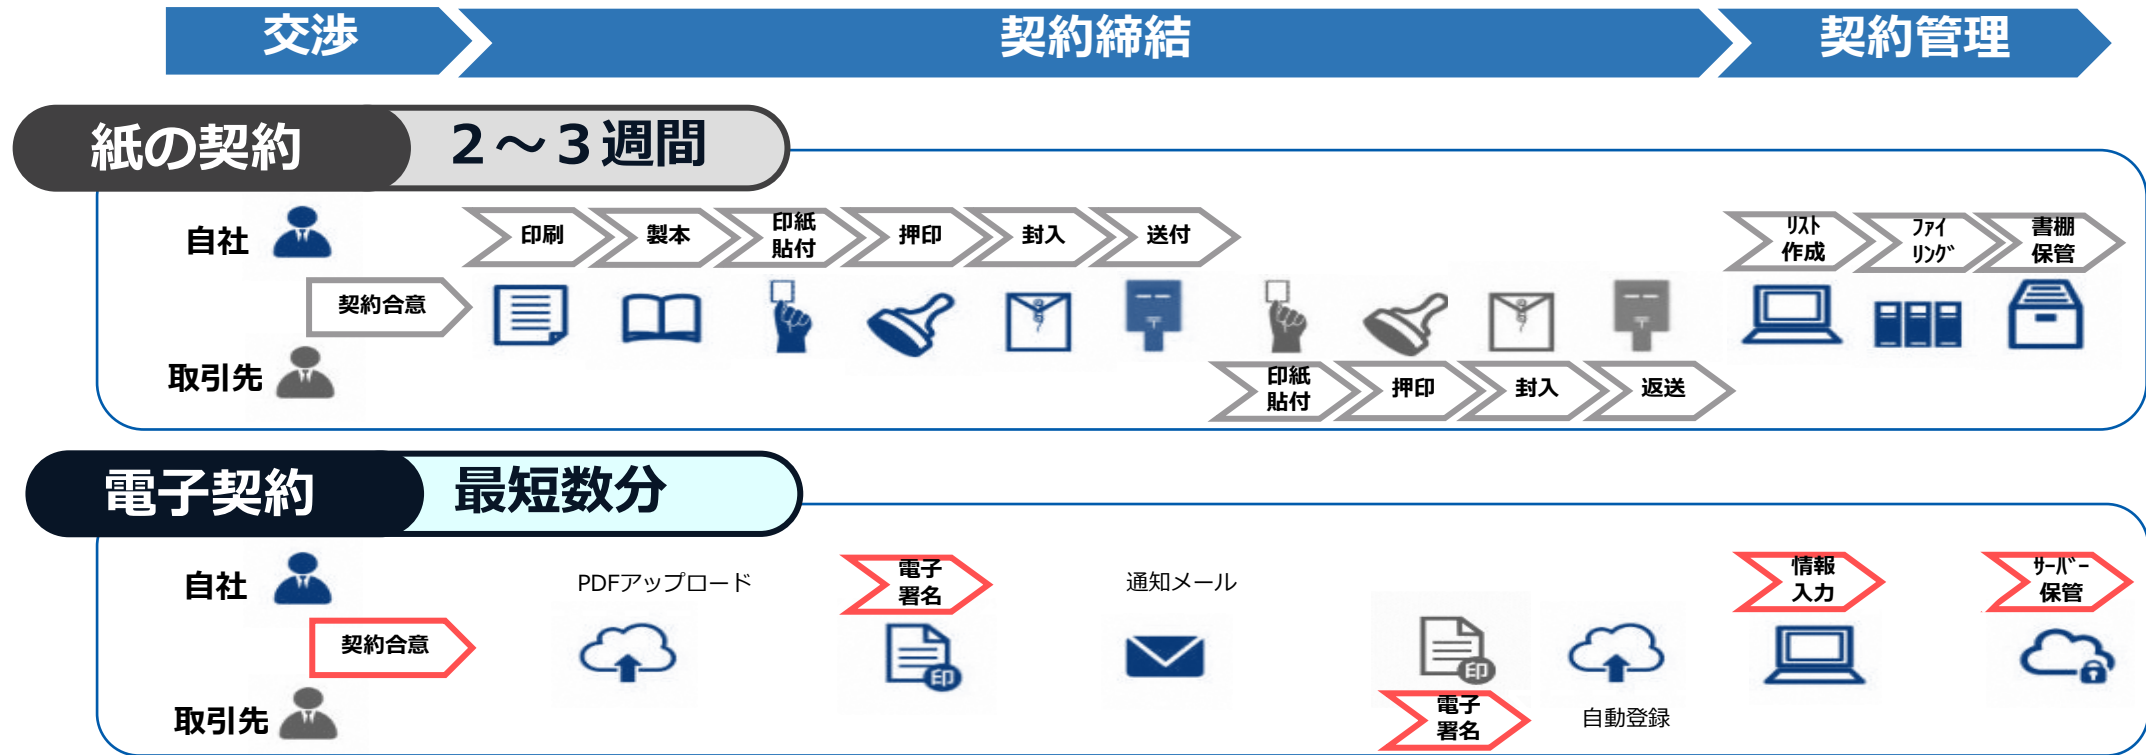 交渉
契約締結
契約管理
紙の契約
2～3週間
自社
印刷
製本
印紙
貼付
押印
封入
送付
リスト
作成
ファイ
リング
書棚
保管
契約合意
〒
〒
取引先
印紙
貼付
押印
封入
返送
電子契約
最短数分
自社
PDFアップロード
電子
署名
通知メール
情報
入力
サーバー
保管
契約合意
印
印
取引先
電子
署名
自動登録